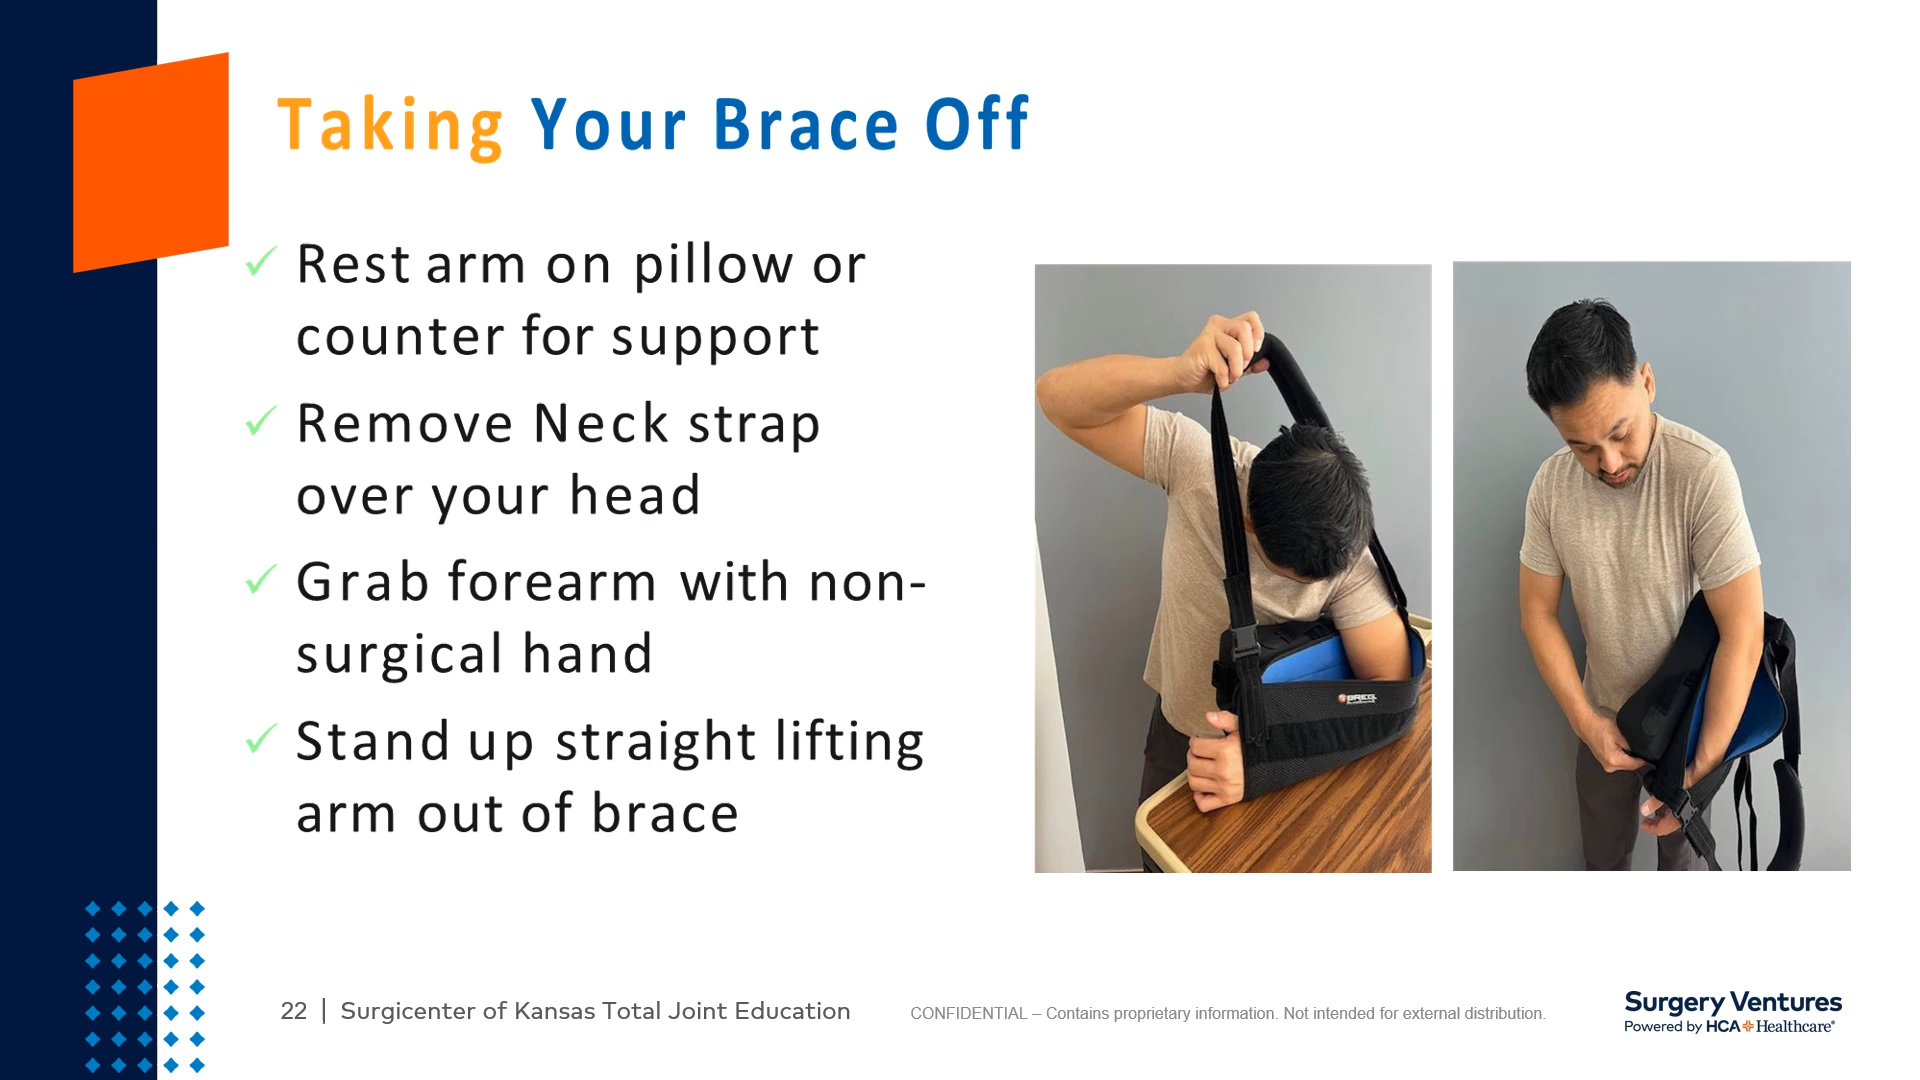 Taking Your Brace Off
Rest arm on pillow or
counter for support
Remove Neck strap
over your head
Grab forearm with non-
surgical hand
Stand up straight lifting
arm out of brace
BREG
22 | Surgicenter of Kansas Total Joint Education
CONFIDENTIAL – Contains proprietary information. Not intended for external distribution.
Surgery Ventures
Powered by HCA Healthcare®